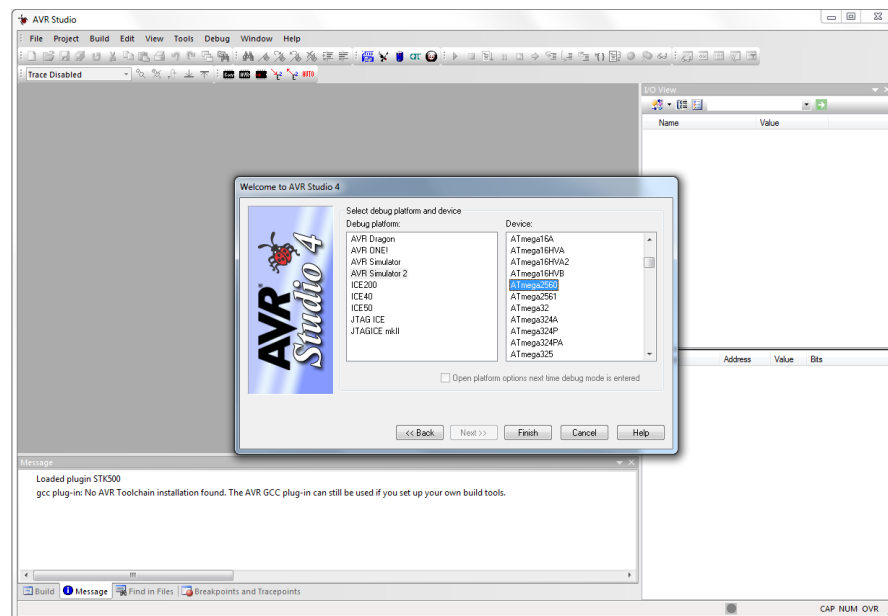 AVR Studio
File Project Build Edit View Tools Debug Window Help
Trace Disabled
AUTO
I/O View
Name Value
Welcome to AVR Studio 4
AVR Studio 4
Select debug platform and device
Debug platform:
AVR Dragon
AVR ONE!
AVR Simulator
AVR Simulator 2
ICE200
ICE40
ICE50
JTAG ICE
JTAGICE mkII
Device:
ATmega16A
ATmega16HVA
ATmega16HVA2
ATmega16HVB
ATmega2560
ATmega2561
ATmega32
ATmega324A
ATmega324P
ATmega324PA
ATmega325
Open platform options next time debug mode is entered
<< Back Next >> Finish Cancel Help
Address Value Bits
Message
Loaded plugin STK500
gcc plug-in: No AVR Toolchain installation found. The AVR GCC plug-in can still be used if you set up your own build tools.
Build Message Find in Files Breakpoints and Tracepoints
CAP NUM OVR